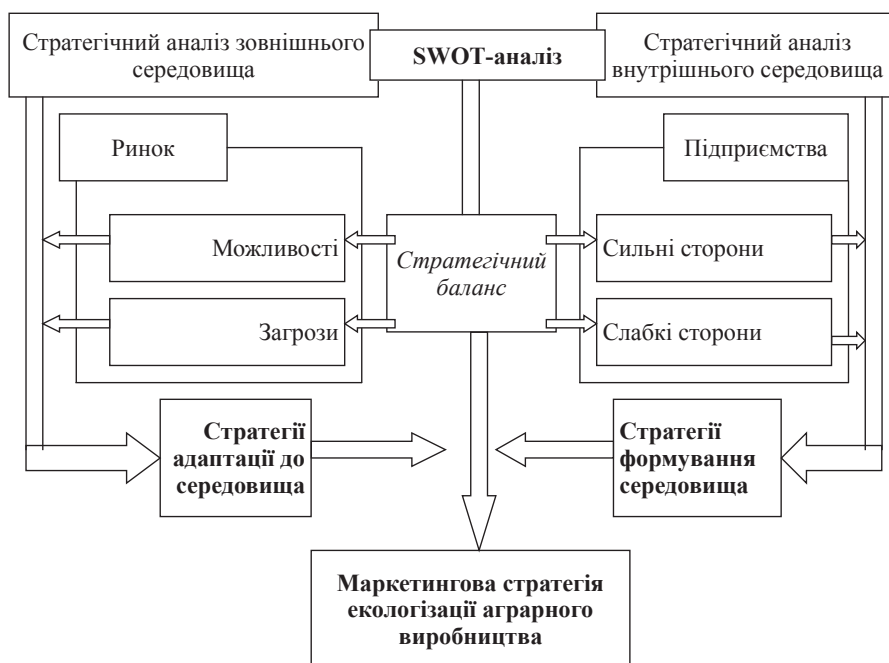 Стратегічний аналіз зовнішнього
середовища
SWOT-аналіз
Стратегічний аналіз
внутрішнього середовища
Ринок
Підприємства
Можливості
Стратегічний
баланс
Сильні сторони
Загрози
Слабкі сторони
Стратегії
адаптації до
середовища
Стратегії
формування
середовища
Маркетингова стратегія
екологізації аграрного
виробництва